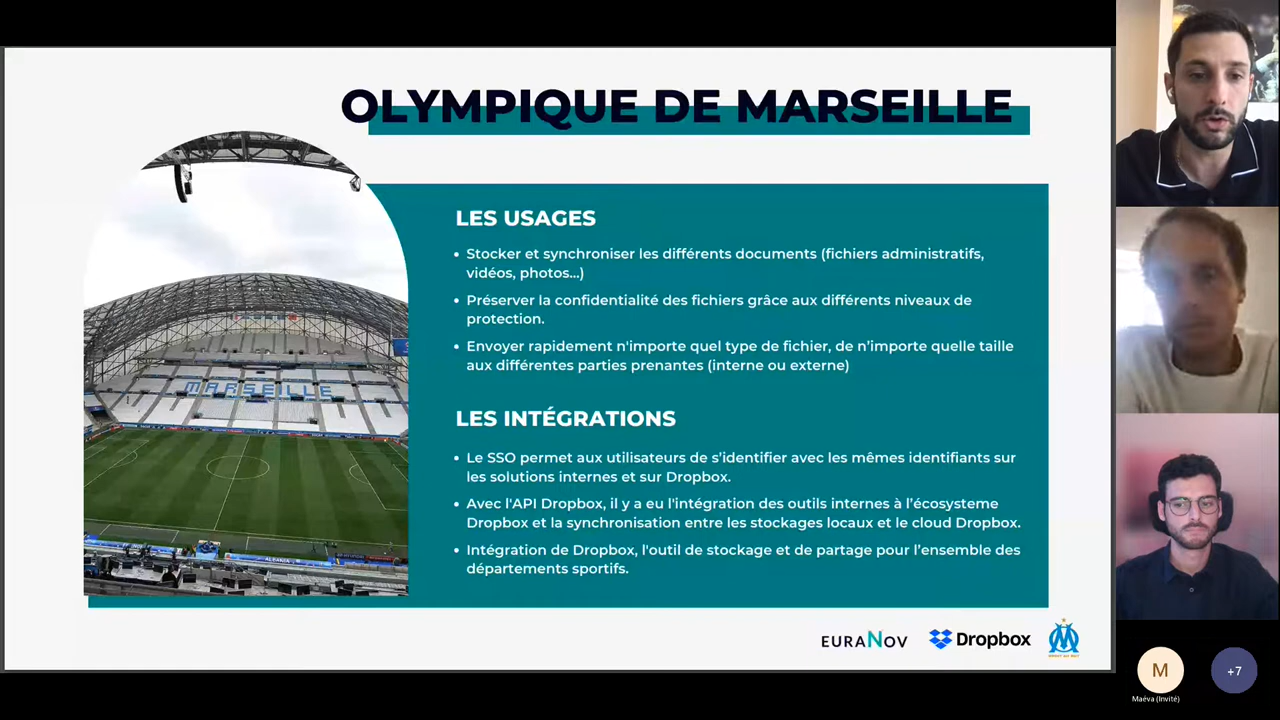 OLYMPIQUE DE MARSEILLE
LES USAGES
• Stocker et synchroniser les différents documents (fichiers administratifs,
vidéos, photos...)
• Préserver la confidentialité des fichiers grâce aux différents niveaux de
protection.
• Envoyer rapidement n'importe quel type de fichier, de n'importe quelle taille
aux différentes parties prenantes (interne ou externe)
LES INTÉGRATIONS
• Le SSO permet aux utilisateurs de s'identifier avec les mêmes identifiants sur
les solutions internes et sur Dropbox.
• Avec l'API Dropbox, il y a eu l'intégration des outils internes à l'écosysteme
Dropbox et la synchronisation entre les stockages locaux et le cloud Dropbox.
• Intégration de Dropbox, l'outil de stockage et de partage pour l'ensemble des
départements sportifs.
MARSEILLE
EURANOV
Dropbox
M
+7
Maéva (Invité)